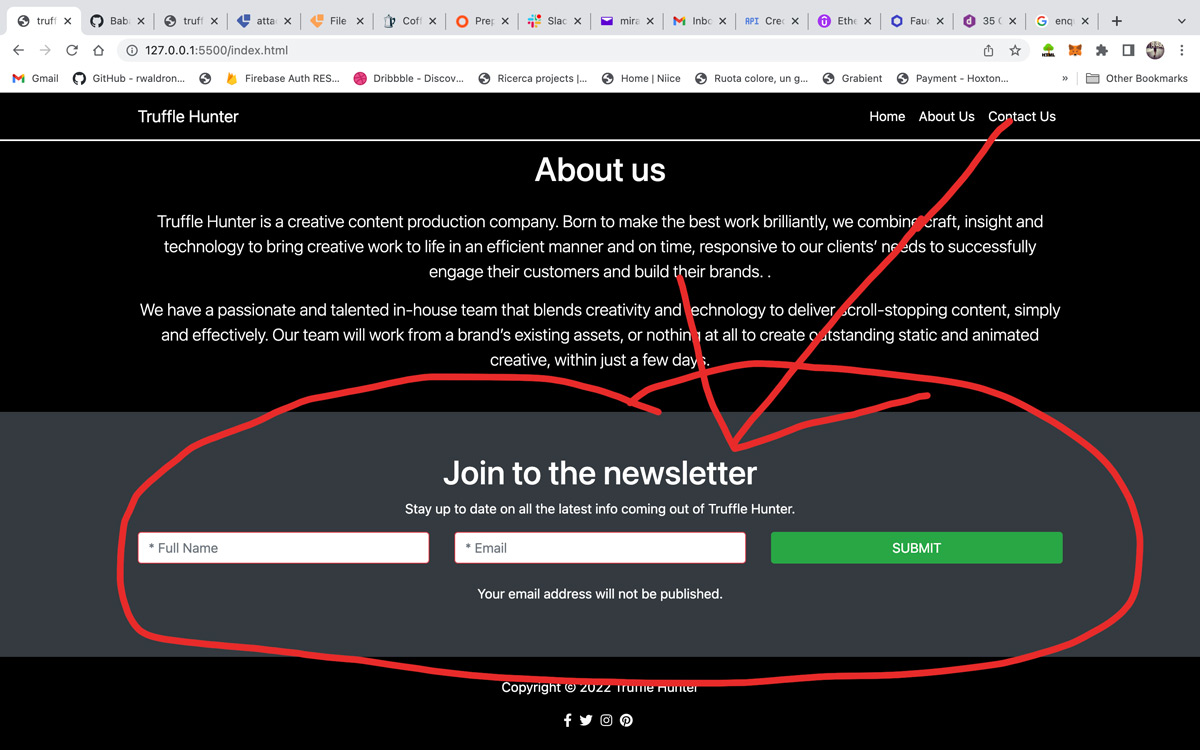 truff
Bab
truff
atta
File
Coff
Prep
Slac
mira
Inbo
API Crec
Ethe
Fauc
35 (
G enq
127.0.0.1:5500/index.html
Gmail
GitHub - rwaldron...
Firebase Auth RES...
Dribbble - Discov...
Ricerca projects |...
Home | Niice
Ruota colore, un g...
Grabient
Payment - Hoxton...
»
Other Bookmarks
Truffle Hunter
Home About Us Contact Us
About us
Truffle Hunter is a creative content production company. Born to make the best work brilliantly, we combine craft, insight and
technology to bring creative work to life in an efficient manner and on time, responsive to our clients’ needs to successfully
engage their customers and build their brands. .
We have a passionate and talented in-house team that blends creativity and technology to deliver scroll-stopping content, simply
and effectively. Our team will work from a brand’s existing assets, or nothing at all to create outstanding static and animated
creative, within just a few days.
Join to the newsletter
Stay up to date on all the latest info coming out of Truffle Hunter.
* Full Name
* Email
SUBMIT
Your email address will not be published.
Copyright © 2022 Truffle Hunter